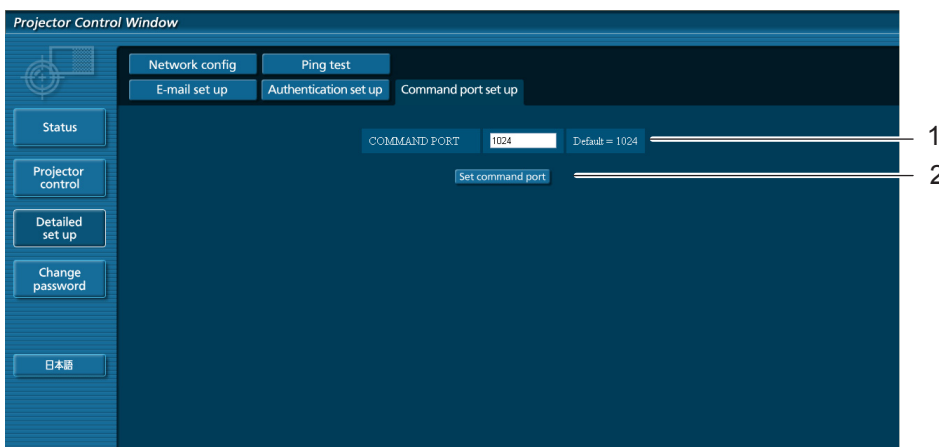 Projector Control Window
Network config
Ping test
E-mail set up
Authentication set up
Command port set up
Status
COMMAND PORT
1024
Default = 1024
1
Projector
control
Set command port
2
Detailed
set up
Change
password
日本語